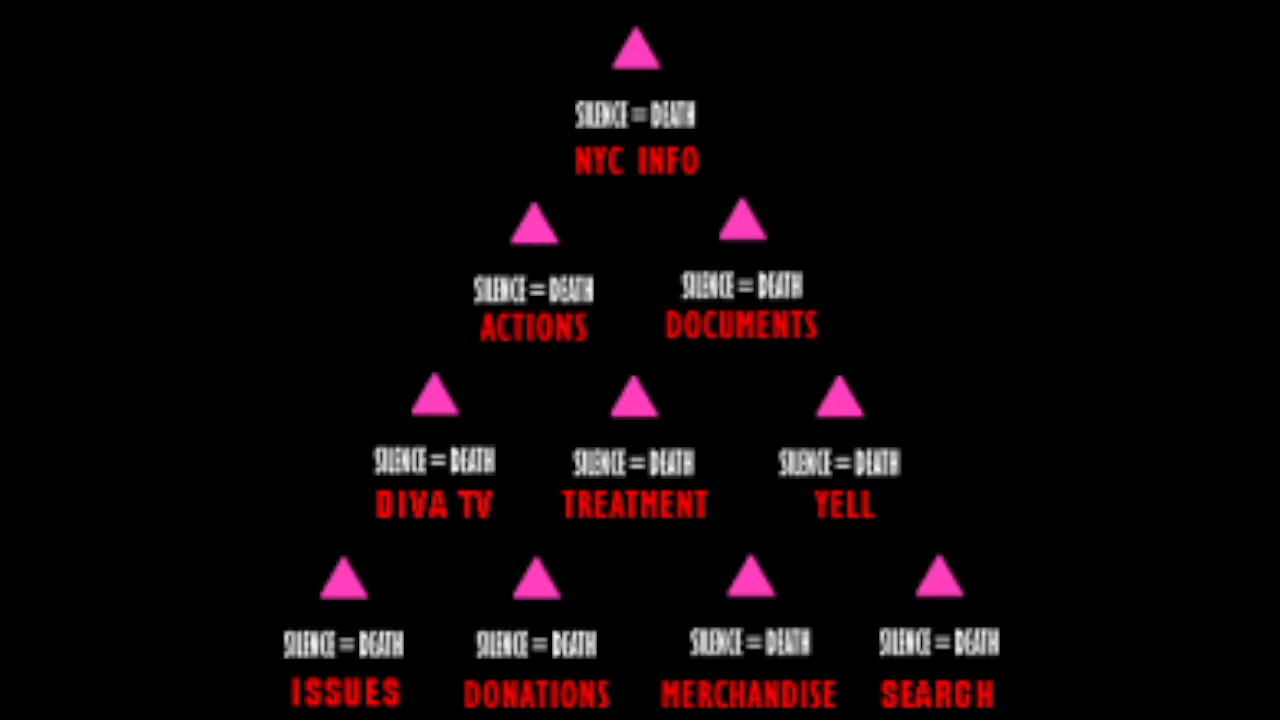 SILENCE = DEATH
NYC INFO
SILENCE = DEATH
ACTIONS
SILENCE = DEATH
DOCUMENTS
SILENCE = DEATH
DIVA TV
SILENCE = DEATH
TREATMENT
SILENCE = DEATH
YELL
SILENCE = DEATH
ISSUES
SILENCE = DEATH
DONATIONS
SILENCE = DEATH
MERCHANDISE
SILENCE = DEATH
SEARCH